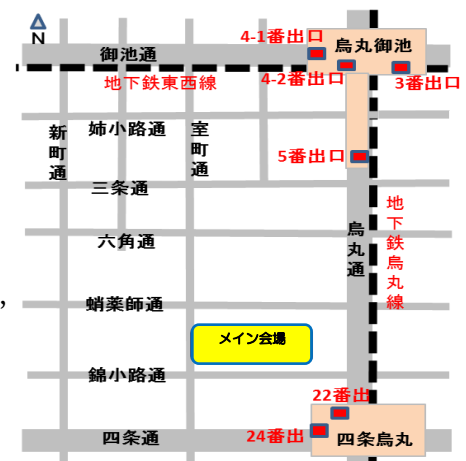 N
4-1番出口
烏丸御池
御池通
4-2番出口
3番出口
地下鉄東西線
姉小路通
新町通
室町通
5番出口
三条通
地下鉄烏丸線
六角通
烏丸通
蛸薬師通
,
メイン会場
錦小路通
22番出
24番出
四条通
四条烏丸